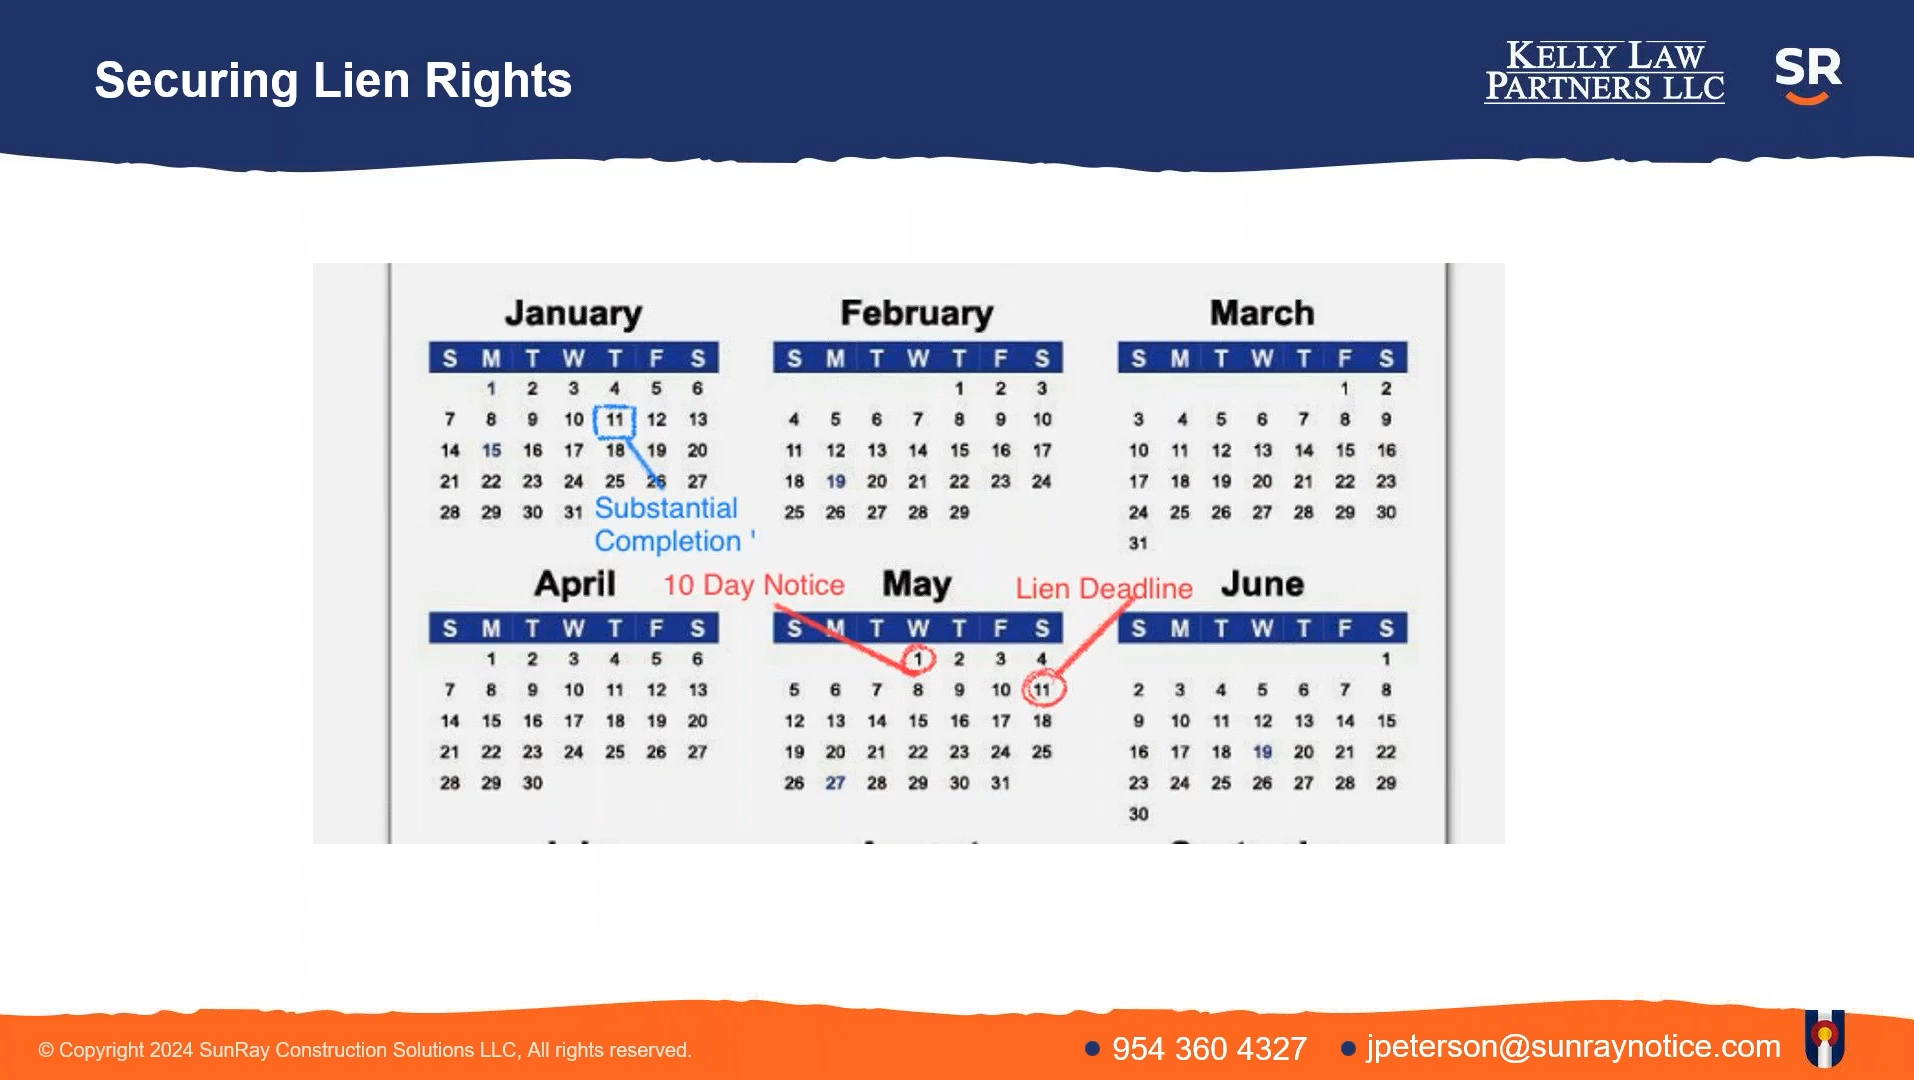 Securing Lien Rights
KELLY LAW
PARTNERS LLC
SR
January February March
S M T W T F S S M T W T F S S M T W T F S
1 2 3 4 5 6 1 2 3 1 2
7 8 9 10 11 12 13 4 5 6 7 8 9 10 3 4 5 6 7 8 9
14 15 16 17 18 19 20 11 12 13 14 15 16 17 10 11 12 13 14 15 16
21 22 23 24 25 26 27 18 19 20 21 22 23 24 17 18 19 20 21 22 23
28 29 30 31 25 26 27 28 29 24 25 26 27 28 29 30
31
Substantial
Completion '
April 10 Day Notice May Lien Deadline June
S M T W T F S S M T W T F S S M T W T F S
1 2 3 4 5 6 1 2 3 4 1
7 8 9 10 11 12 13 5 6 7 8 9 10 11 2 3 4 5 6 7 8
14 15 16 17 18 19 20 12 13 14 15 16 17 18 9 10 11 12 13 14 15
21 22 23 24 25 26 27 19 20 21 22 23 24 25 16 17 18 19 20 21 22
28 29 30 26 27 28 29 30 31 23 24 25 26 27 28 29
30
© Copyright 2024 SunRay Construction Solutions LLC, All rights reserved.
954 360 4327
jpeterson@sunraynotice.com